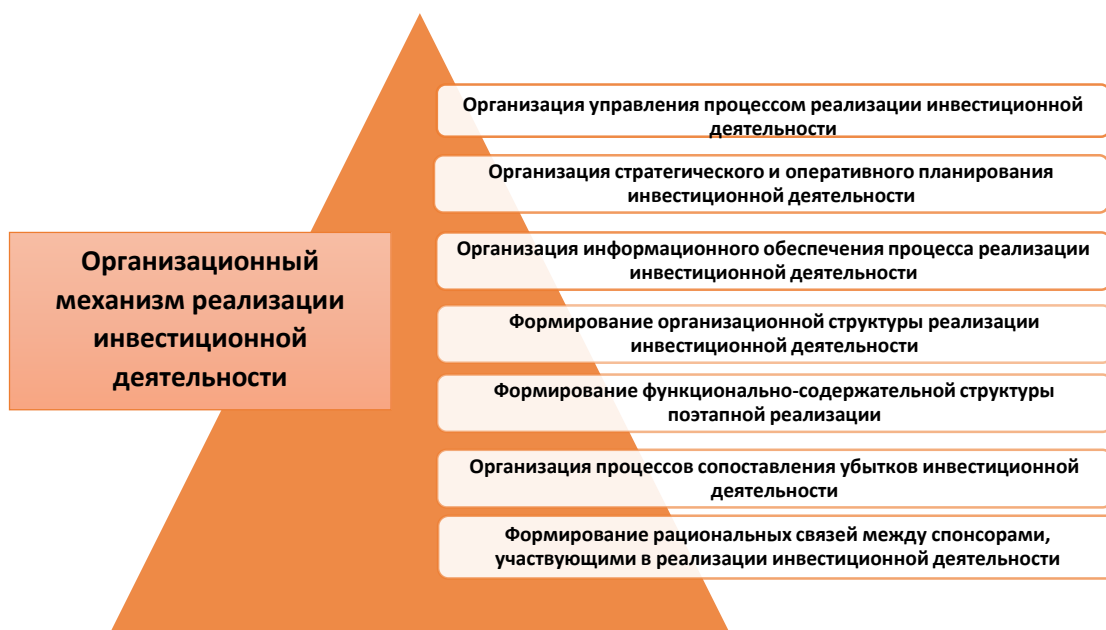 Организация управления процессом реализации инвестиционной
деятельности
Организация стратегического и оперативного планирования
инвестиционной деятельности
Организационный
механизм реализации
инвестиционной
деятельности
Организация информационного обеспечения процесса реализации
инвестиционной деятельности
Формирование организационной структуры реализации
инвестиционной деятельности
Формирование функционально-содержательной структуры
поэтапной реализации
Организация процессов сопоставления убытков инвестиционной
деятельности
Формирование рациональных связей между спонсорами,
участвующими в реализации инвестиционной деятельности